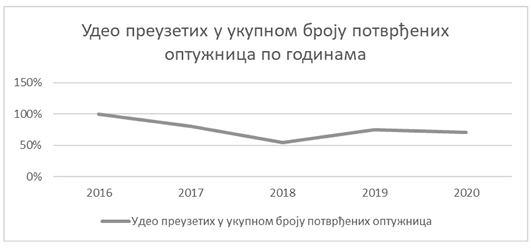 Удео преузетих у укупном броју потврђених
оптужница по годинама
150%
100%
50%
0%
2016 2017 2018 2019 2020
Удео преузетих у укупном броју потврђених оптужница